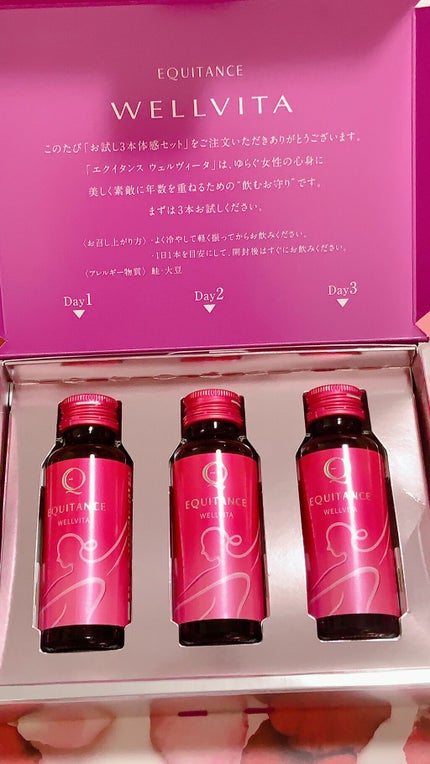 EQUITANCE
WELLVITA
このたび「お試し3本体感セット」をご注文いただきありがとうございます。
「エクイタンス ウェルヴィータ」は、ゆらぐ女性の心身に
美しく素敵に年数を重ねるための"飲むお守り"です。
まずは3本お試しください。
〈お召し上がり方〉・よく冷やして軽く振ってからお飲みください。
・1日1本を目安にして、開封後はすぐにお飲みください。
〈アレルギー物質〉 鮭・大豆
Day1
Day2
Day3
EQUITANCE
WELLVITA
EQUITANCE
WELLVITA
EQUITANCE
WELLVITA